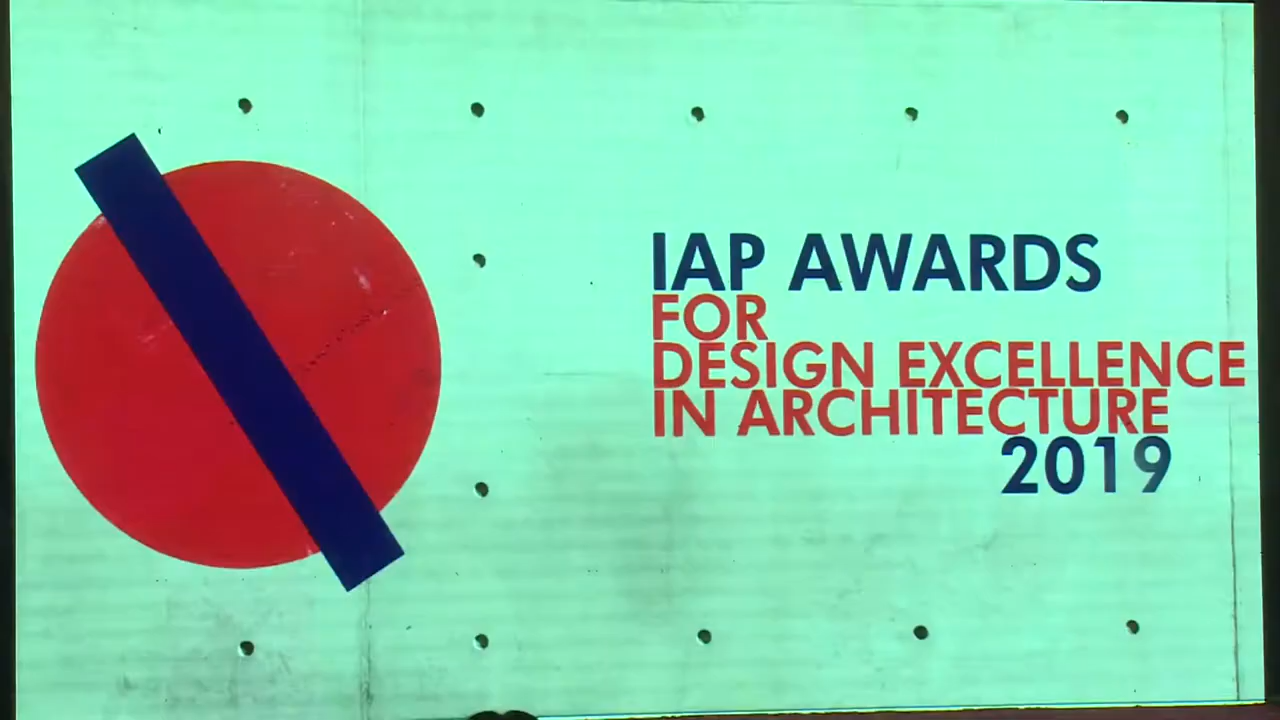 IAP AWARDS
FOR
DESIGN EXCELLENCE
IN ARCHITECTURE
2019